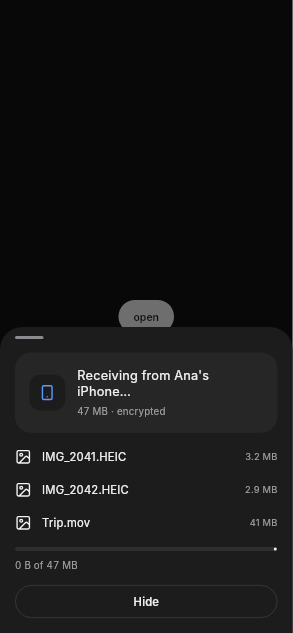 open
Receiving from Ana's
iPhone...
47 MB · encrypted
IMG_2041.HEIC 3.2 MB
IMG_2042.HEIC 2.9 MB
Trip.mov 41 MB
0 B of 47 MB
Hide